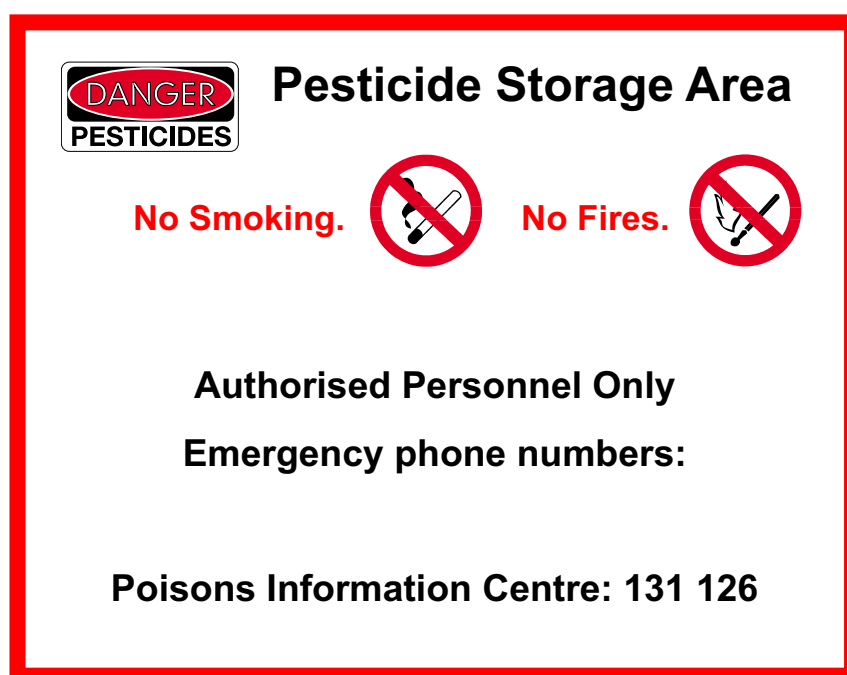 DANGER
PESTICIDES
Pesticide Storage Area
No Smoking. No Fires.
Authorised Personnel Only
Emergency phone numbers:
Poisons Information Centre: 131 126